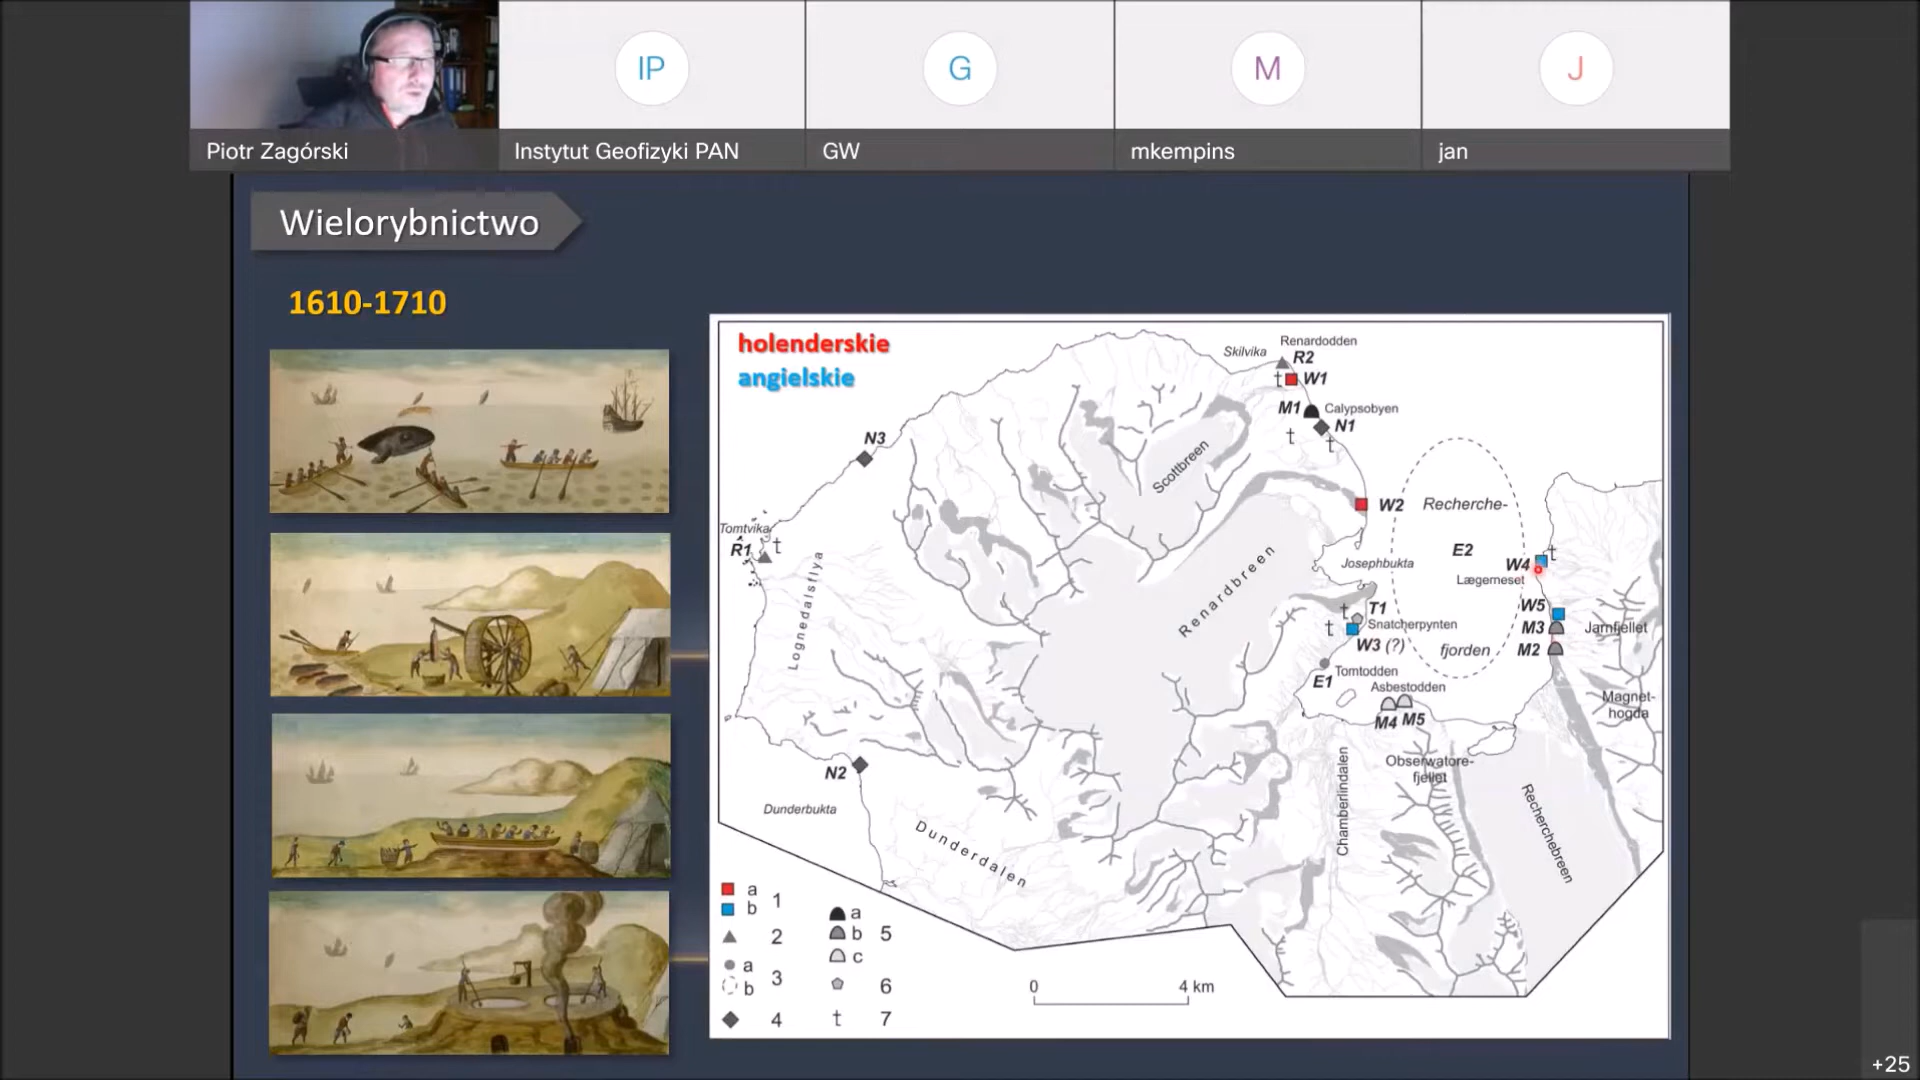 IP
G
M
J
Piotr Zagórski
Instytut Geofizyki PAN
GW
mkempins
jan
Wielorybnictwo
1610-1710
holenderskie
angielskie
Renardodden
Skilvika
R2
t W1
M1 Calypsobyen
N1
t
t
N3
Scottbreen
W2
Recherche-
Tomtvika
R1 t
E2
Josephbukta
W4 t
Lægerneset
Lognedalsflya
Renardbreen
t T1
Snatcherpynten
t
W3 (?)
W5
M3 Jarnfjellet
M2
fjorden
Tomtodden
E1
Asbestodden
M4 M5
Magnet-
hogda
N2
Dunderbukta
Dunderdalen
Chamberlindalen
Obserwatore-
fjellet
Recherchebreen
a
b 1
2
a
b 3
4
a
b 5
c
6
t 7
0 4 km
+25